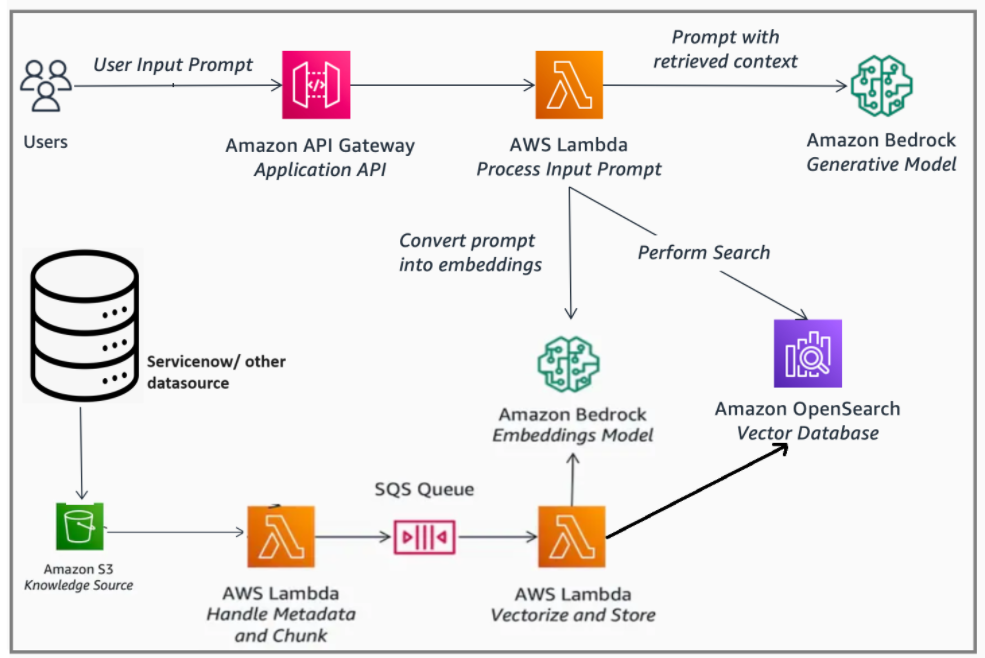 User Input Prompt
Prompt with
retrieved context
Users
Amazon API Gateway
Application API
AWS Lambda
Process Input Prompt
Amazon Bedrock
Generative Model
Convert prompt
into embeddings
Perform Search
Servicenow/ other
datasource
Amazon Bedrock
Embeddings Model
Amazon OpenSearch
Vector Database
SQS Queue
Amazon S3
Knowledge Source
AWS Lambda
Handle Metadata
and Chunk
AWS Lambda
Vectorize and Store